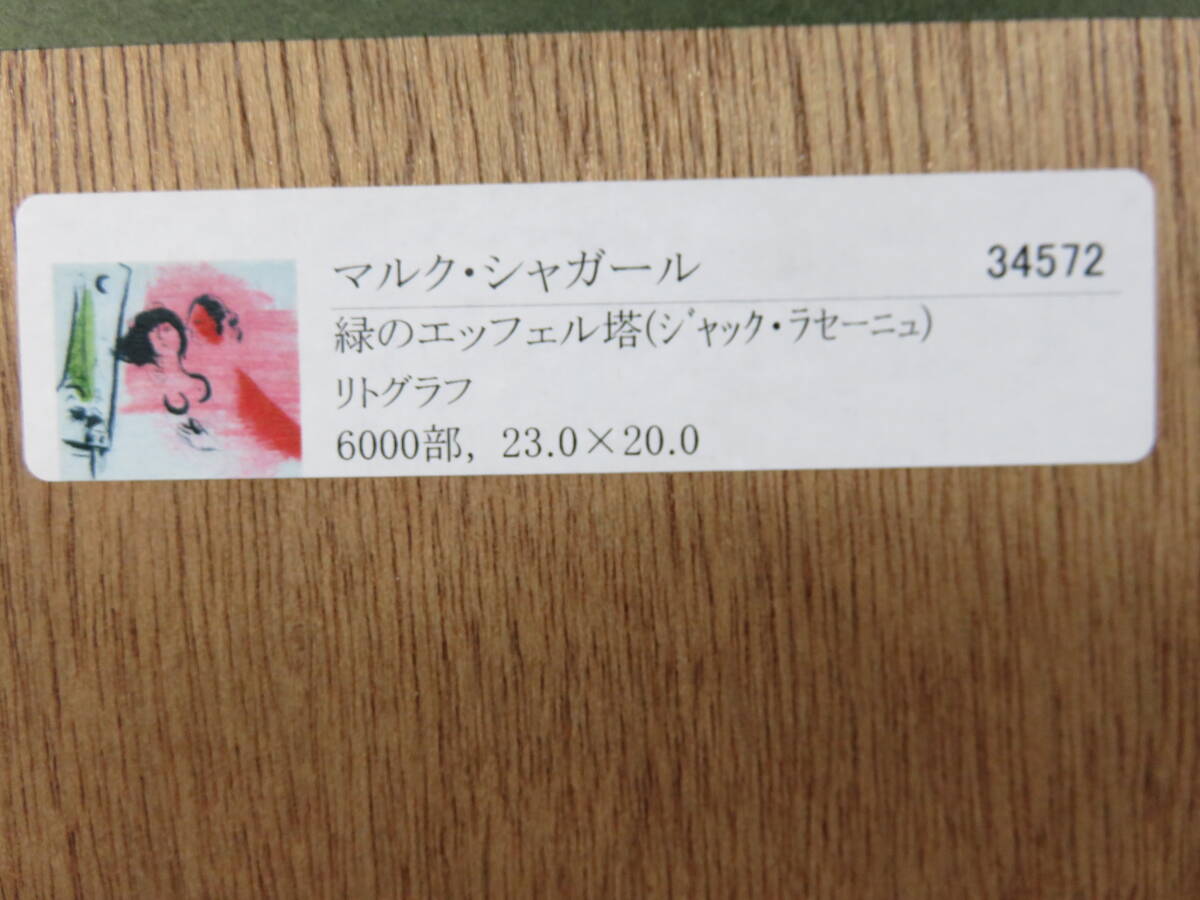 マルク・シャガール 34572
緑のエッフェル塔(ｼﾞｬｯｸ・ラセーニュ)
リトグラフ
6000部, 23.0×20.0